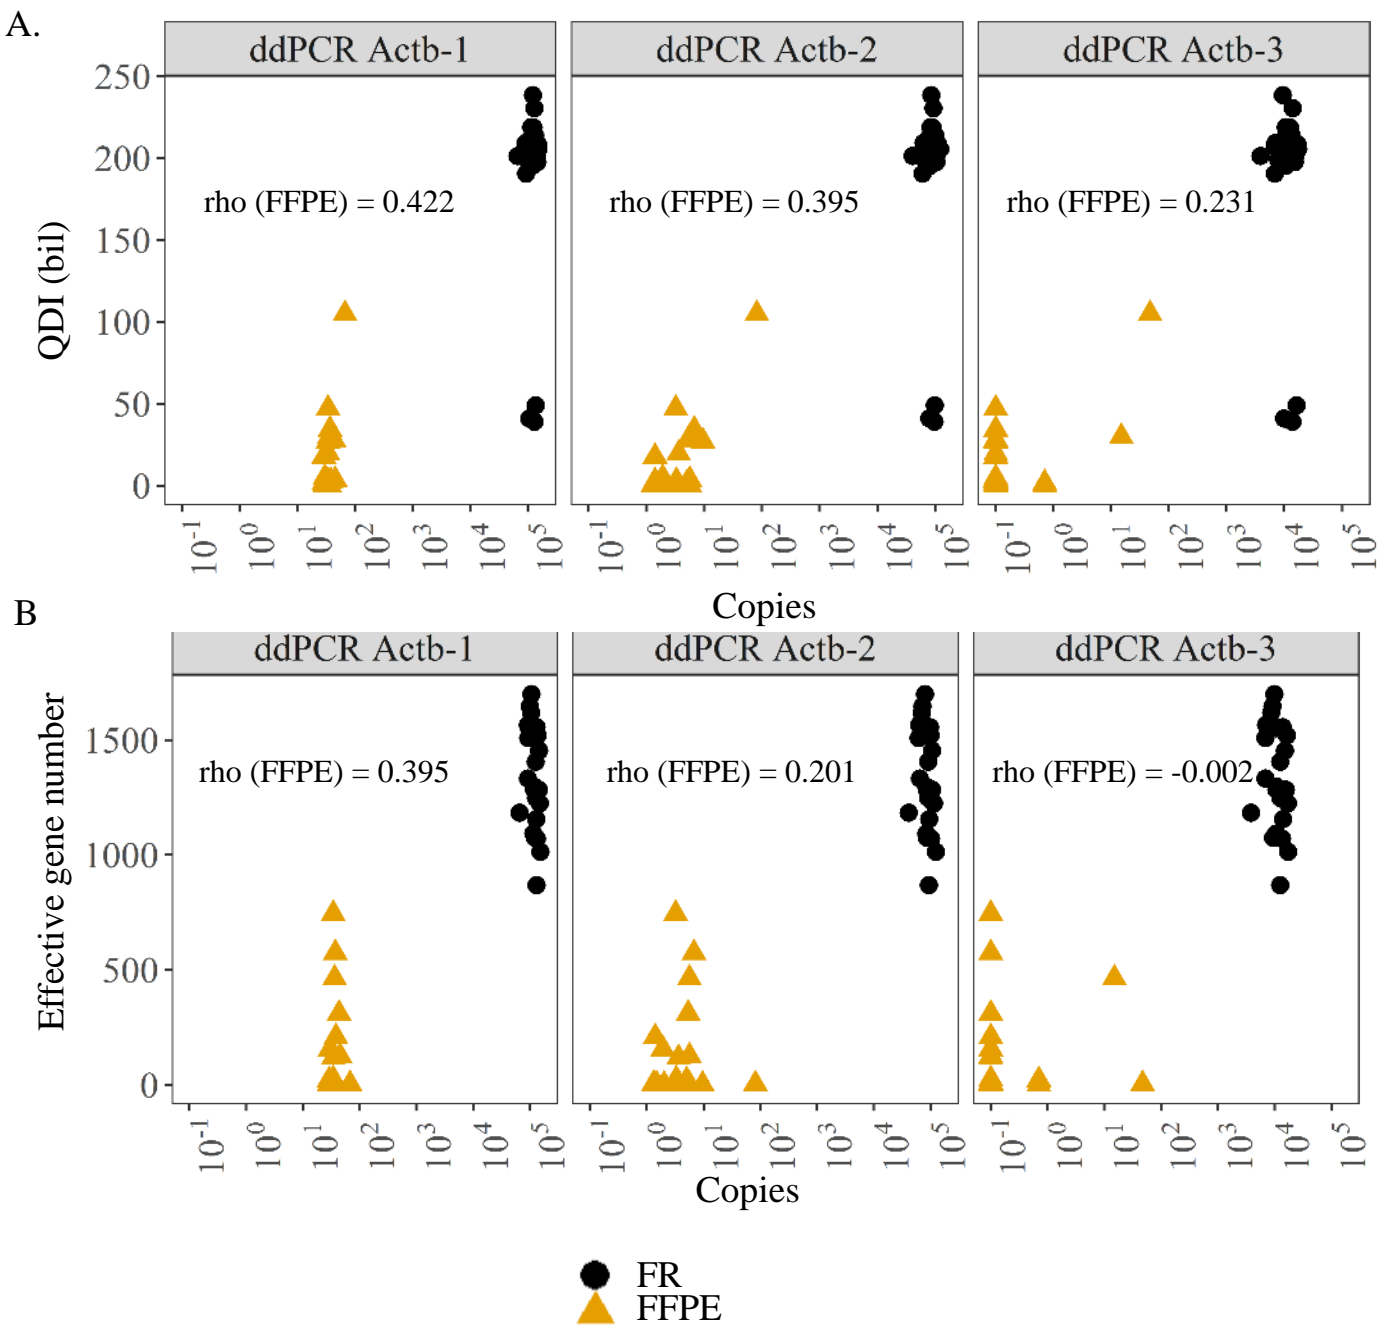 A.
ddPCR Actb-1 ddPCR Actb-2 ddPCR Actb-3
QDI (bil)
250
200
150
100
50
0
rho (FFPE) = 0.422 rho (FFPE) = 0.395 rho (FFPE) = 0.231
10⁻¹ 10⁰ 10¹ 10² 10³ 10⁴ 10⁵ 10⁻¹ 10⁰ 10¹ 10² 10³ 10⁴ 10⁵ 10⁻¹ 10⁰ 10¹ 10² 10³ 10⁴ 10⁵
Copies
B
ddPCR Actb-1 ddPCR Actb-2 ddPCR Actb-3
Effective gene number
1500
1000
500
0
rho (FFPE) = 0.395 rho (FFPE) = 0.201 rho (FFPE) = -0.002
10⁻¹ 10⁰ 10¹ 10² 10³ 10⁴ 10⁵ 10⁻¹ 10⁰ 10¹ 10² 10³ 10⁴ 10⁵ 10⁻¹ 10⁰ 10¹ 10² 10³ 10⁴ 10⁵
Copies
FR
FFPE